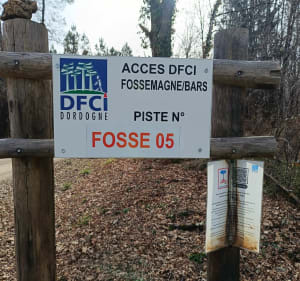 ACCES DFCI
FOSSEMAGNE/BARS
DFCi
DORDOGNE
PISTE N°
FOSSE 05